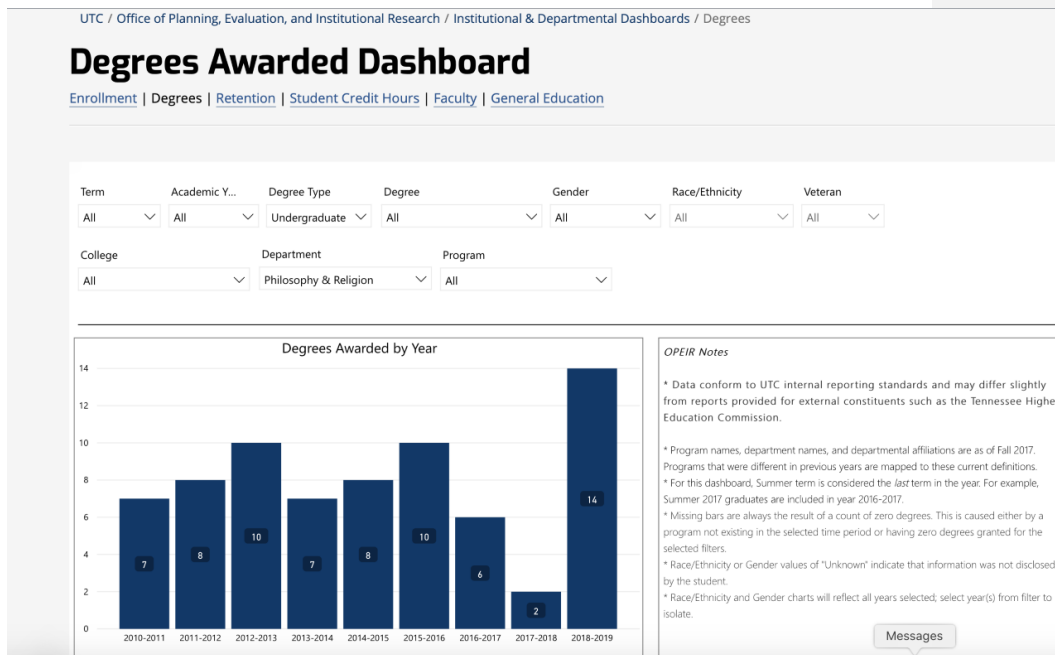 UTC / Office of Planning, Evaluation, and Institutional Research / Institutional & Departmental Dashboards / Degrees
Degrees Awarded Dashboard
Enrollment | Degrees | Retention | Student Credit Hours | Faculty | General Education
Term Academic Y... Degree Type Degree Gender Race/Ethnicity Veteran
All All Undergraduate All All All All
College Department Program
All Philosophy & Religion All
Degrees Awarded by Year
14
12
10
8
6
4
2
0
7 8 10 7 8 10 6 2 14
2010-2011 2011-2012 2012-2013 2013-2014 2014-2015 2015-2016 2016-2017 2017-2018 2018-2019
OPEIR Notes
* Data conform to UTC internal reporting standards and may differ slightly
from reports provided for external constituents such as the Tennessee Highe
Education Commission.
* Program names, department names, and departmental affiliations are as of Fall 2017.
Programs that were different in previous years are mapped to these current definitions.
* For this dashboard, Summer term is considered the last term in the year. For example,
Summer 2017 graduates are included in year 2016-2017.
* Missing bars are always the result of a count of zero degrees. This is caused either by a
program not existing in the selected time period or having zero degrees granted for the
selected filters.
* Race/Ethnicity or Gender values of "Unknown" indicate that information was not disclosed
by the student.
* Race/Ethnicity and Gender charts will reflect all years selected; select year(s) from filter to
isolate.
Messages